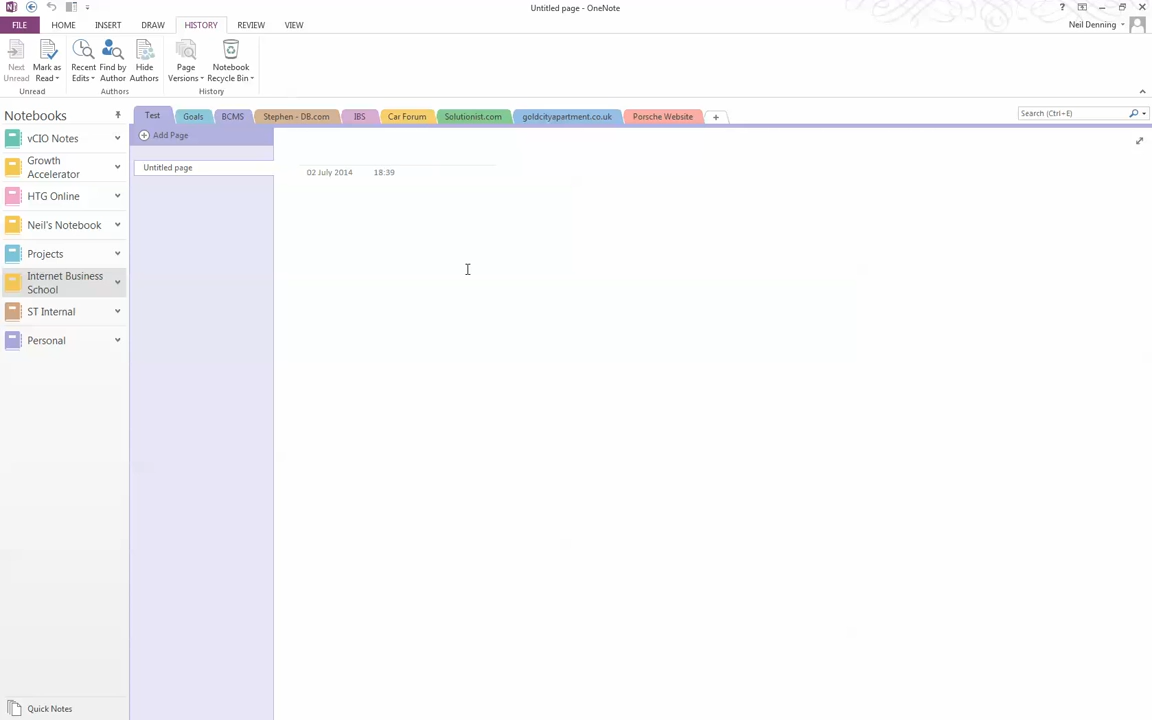 Untitled page - OneNote
?
FILE HOME INSERT DRAW HISTORY REVIEW VIEW
Neil Denning
Next Unread
Mark as Read
Recent Edits
Find by Author
Hide Authors
Page Versions
Notebook Recycle Bin
Unread
Authors
History
Notebooks
Test Goals BCMS Stephen - DB.com IBS Car Forum Solutionist.com goldcityapartment.co.uk Porsche Website +
Search (Ctrl+E)
vCIO Notes
Growth
Accelerator
HTG Online
Neil's Notebook
Projects
Internet Business
School
ST Internal
Personal
Quick Notes
Add Page
Untitled page
02 July 2014 18:39